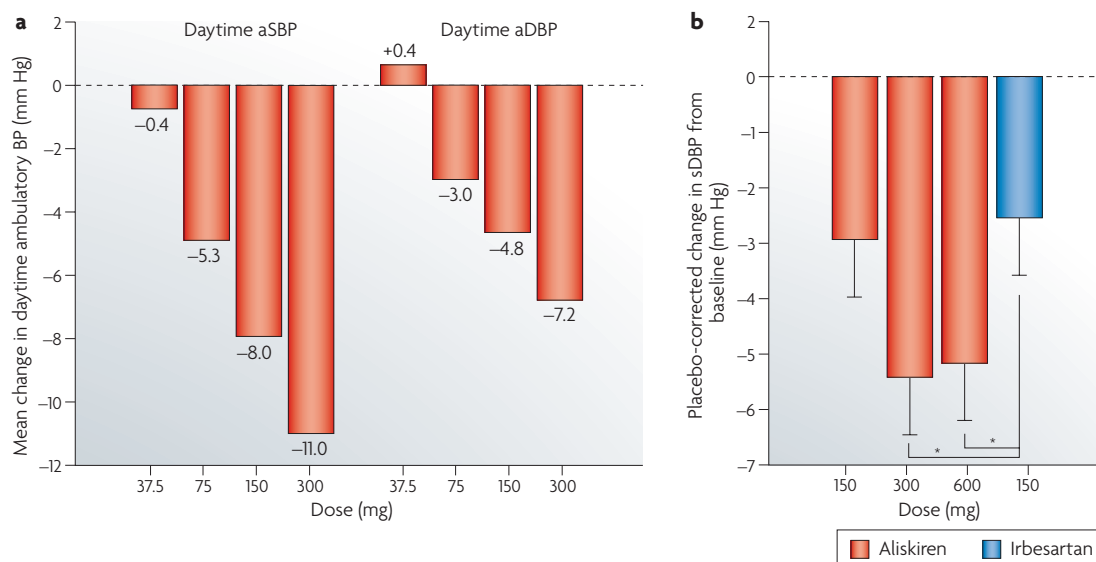 a
Daytime aSBP
Daytime aDBP
Mean change in daytime ambulatory BP (mm Hg)
2
0
−2
−4
−6
−8
−10
−12
−0.4
−5.3
−8.0
−11.0
+0.4
−3.0
−4.8
−7.2
37.5 75 150 300 37.5 75 150 300
Dose (mg)
b
Placebo-corrected change in sDBP from
baseline (mm Hg)
2
0
−1
−2
−3
−4
−5
−6
−7
*
*
150 300 600 150
Dose (mg)
Aliskiren
Irbesartan